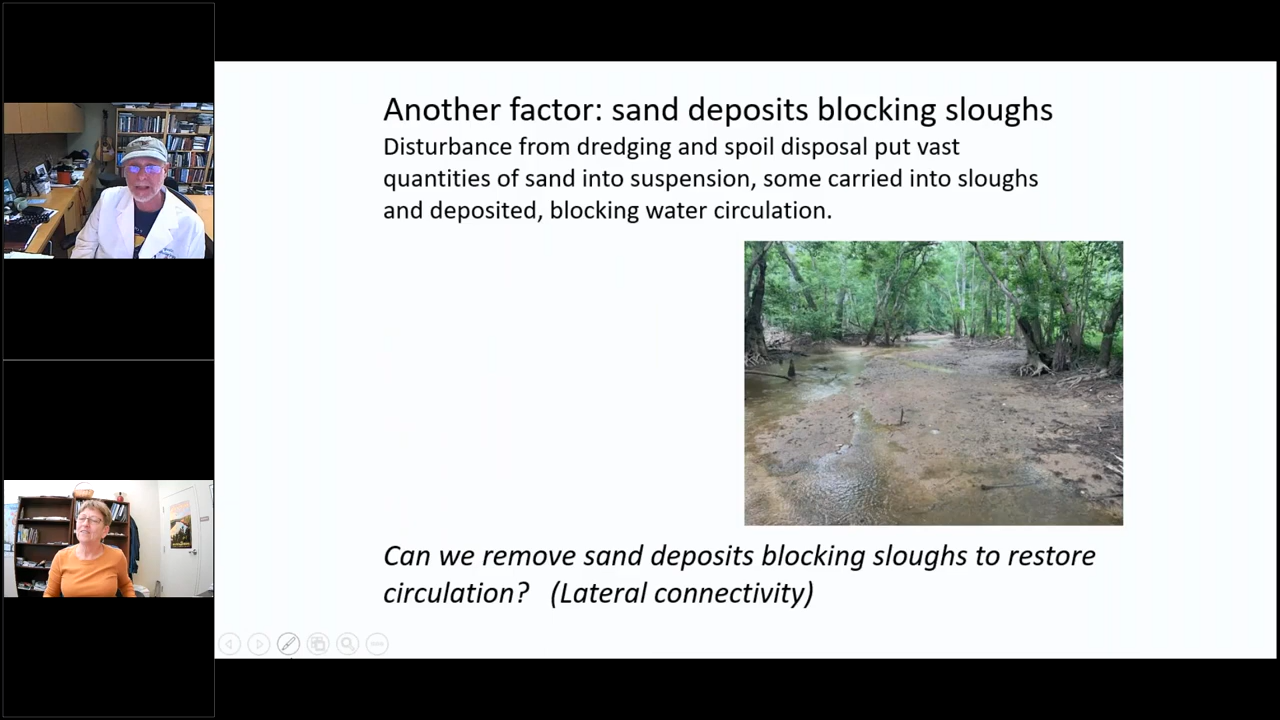 Another factor: sand deposits blocking sloughs
Disturbance from dredging and spoil disposal put vast
quantities of sand into suspension, some carried into sloughs
and deposited, blocking water circulation.
Can we remove sand deposits blocking sloughs to restore
circulation? (Lateral connectivity)